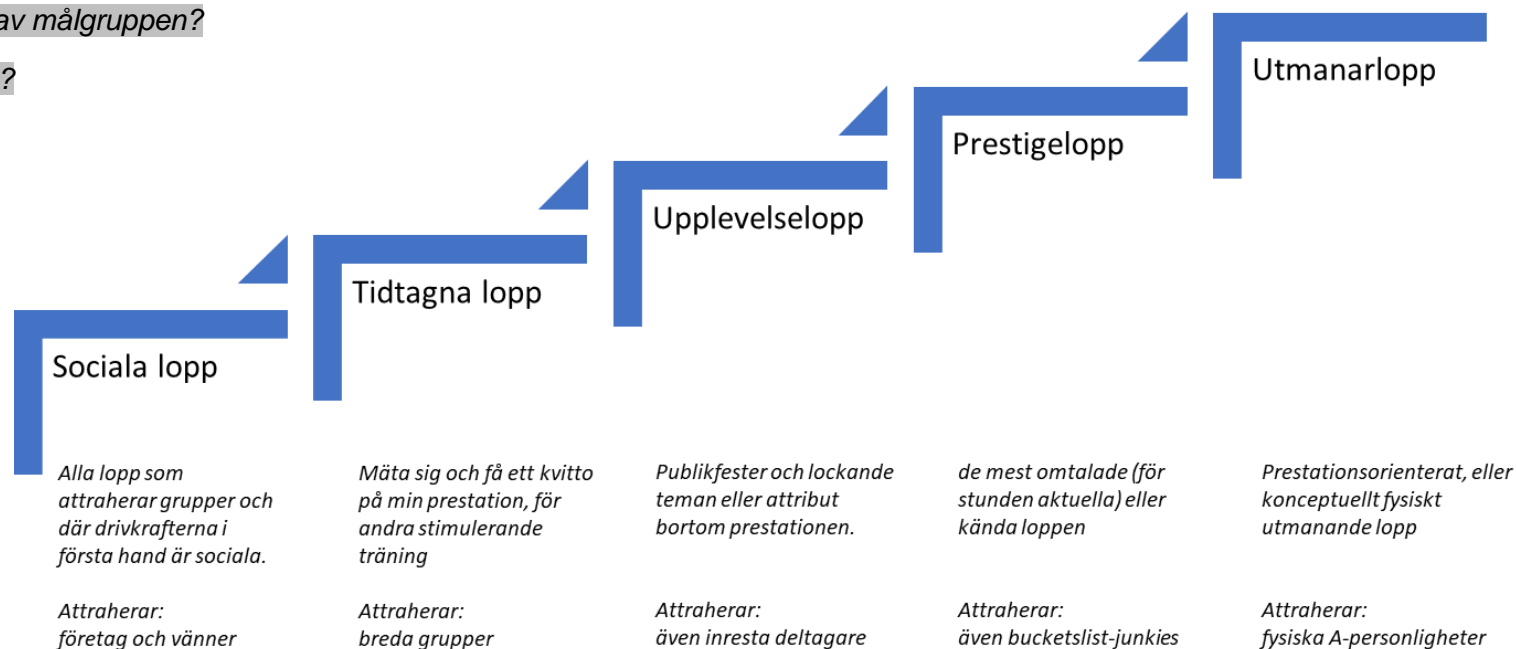 av målgruppen?
?
Utmanarlopp
Prestigelopp
Upplevelselopp
Tidtagna lopp
Sociala lopp
Alla lopp som
attraherar grupper och
där drivkrafterna i
första hand är sociala.
Attraherar:
företag och vänner
Mäta sig och få ett kvitto
på min prestation, för
andra stimulerande
träning
Attraherar:
breda grupper
Publikfester och lockande
teman eller attribut
bortom prestationen.
Attraherar:
även inresta deltagare
de mest omtalade (för
stunden aktuella) eller
kända loppen
Attraherar:
även bucketslist-junkies
Prestationsorienterat, eller
konceptuellt fysiskt
utmanande lopp
Attraherar:
fysiska A-personligheter